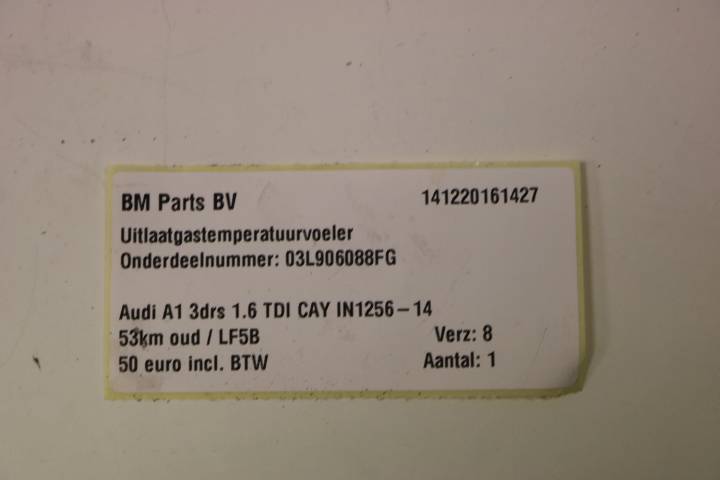 BM Parts BV 141220161427
Uitlaatgastemperatuurvoeler
Onderdeelnummer: 03L906088FG
Audi A1 3drs 1.6 TDI CAY IN1256-14
53km oud / LF5B Verz: 8
50 euro incl. BTW Aantal: 1